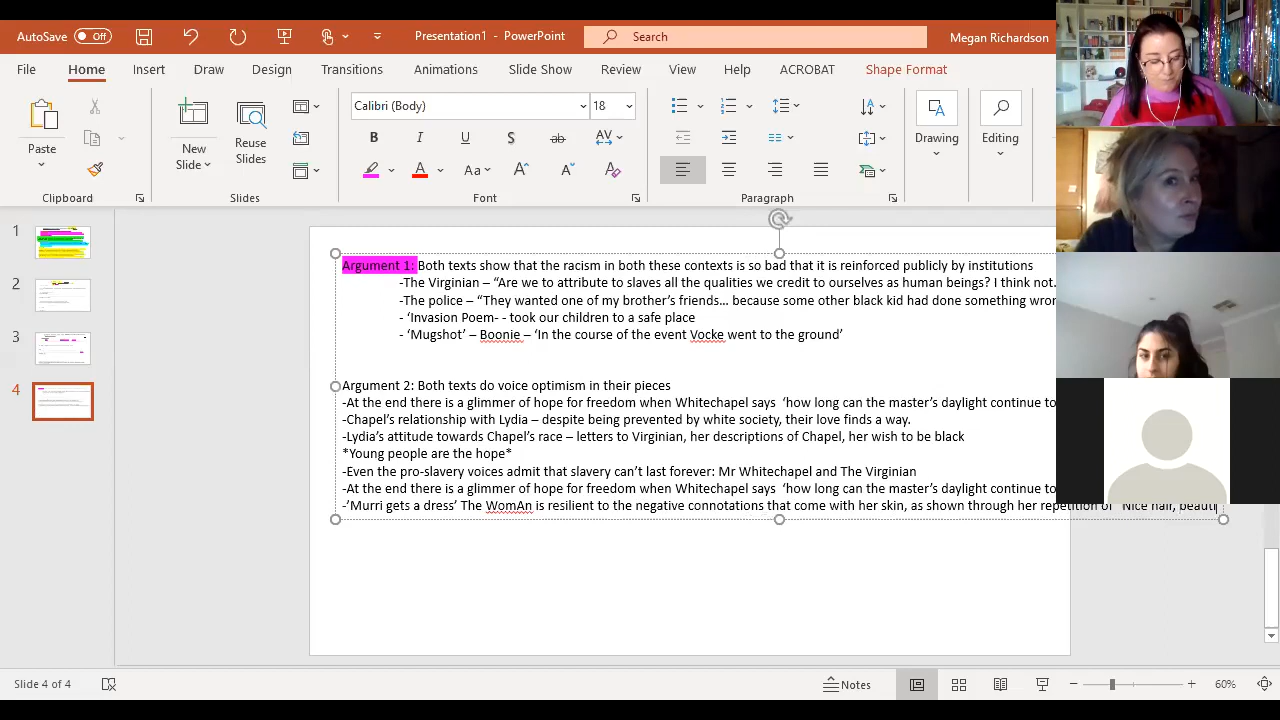 AutoSave Off Presentation1 - PowerPoint Search Megan Richardson
File Home Insert Draw Design Transitions Animations Slide Show Review View Help ACROBAT Shape Format
Calibri (Body) 18
Paste New Slide Reuse Slides Drawing Editing
Clipboard Slides Font Paragraph
1
2
3
4
Argument 1: Both texts show that the racism in both these contexts is so bad that it is reinforced publicly by institutions
-The Virginian – “Are we to attribute to slaves all the qualities we credit to ourselves as human beings? I think not.
-The police – “They wanted one of my brother’s friends… because some other black kid had done something
- ‘Invasion Poem- - took our children to a safe place
- ‘Mugshot’ – Boonie – ‘In the course of the event Vocke went to the ground’
Argument 2: Both texts do voice optimism in their pieces
-At the end there is a glimmer of hope for freedom when Whitechapel says ‘how long can the master’s daylight continue to
-Chapel’s relationship with Lydia – despite being prevented by white society, their love finds a way.
-Lydia’s attitude towards Chapel’s race – letters to Virginian, her descriptions of Chapel, her wish to be black
*Young people are the hope*
-Even the pro-slavery voices admit that slavery can’t last forever: Mr Whitechapel and The Virginian
-At the end there is a glimmer of hope for freedom when Whitechapel says ‘how long can the master’s daylight continue to
-‘Murri gets a dress’ The WomAn is resilient to the negative connotations that come with her skin, as shown through her repetition of “Nice hair, beauti
Slide 4 of 4 Notes 60%